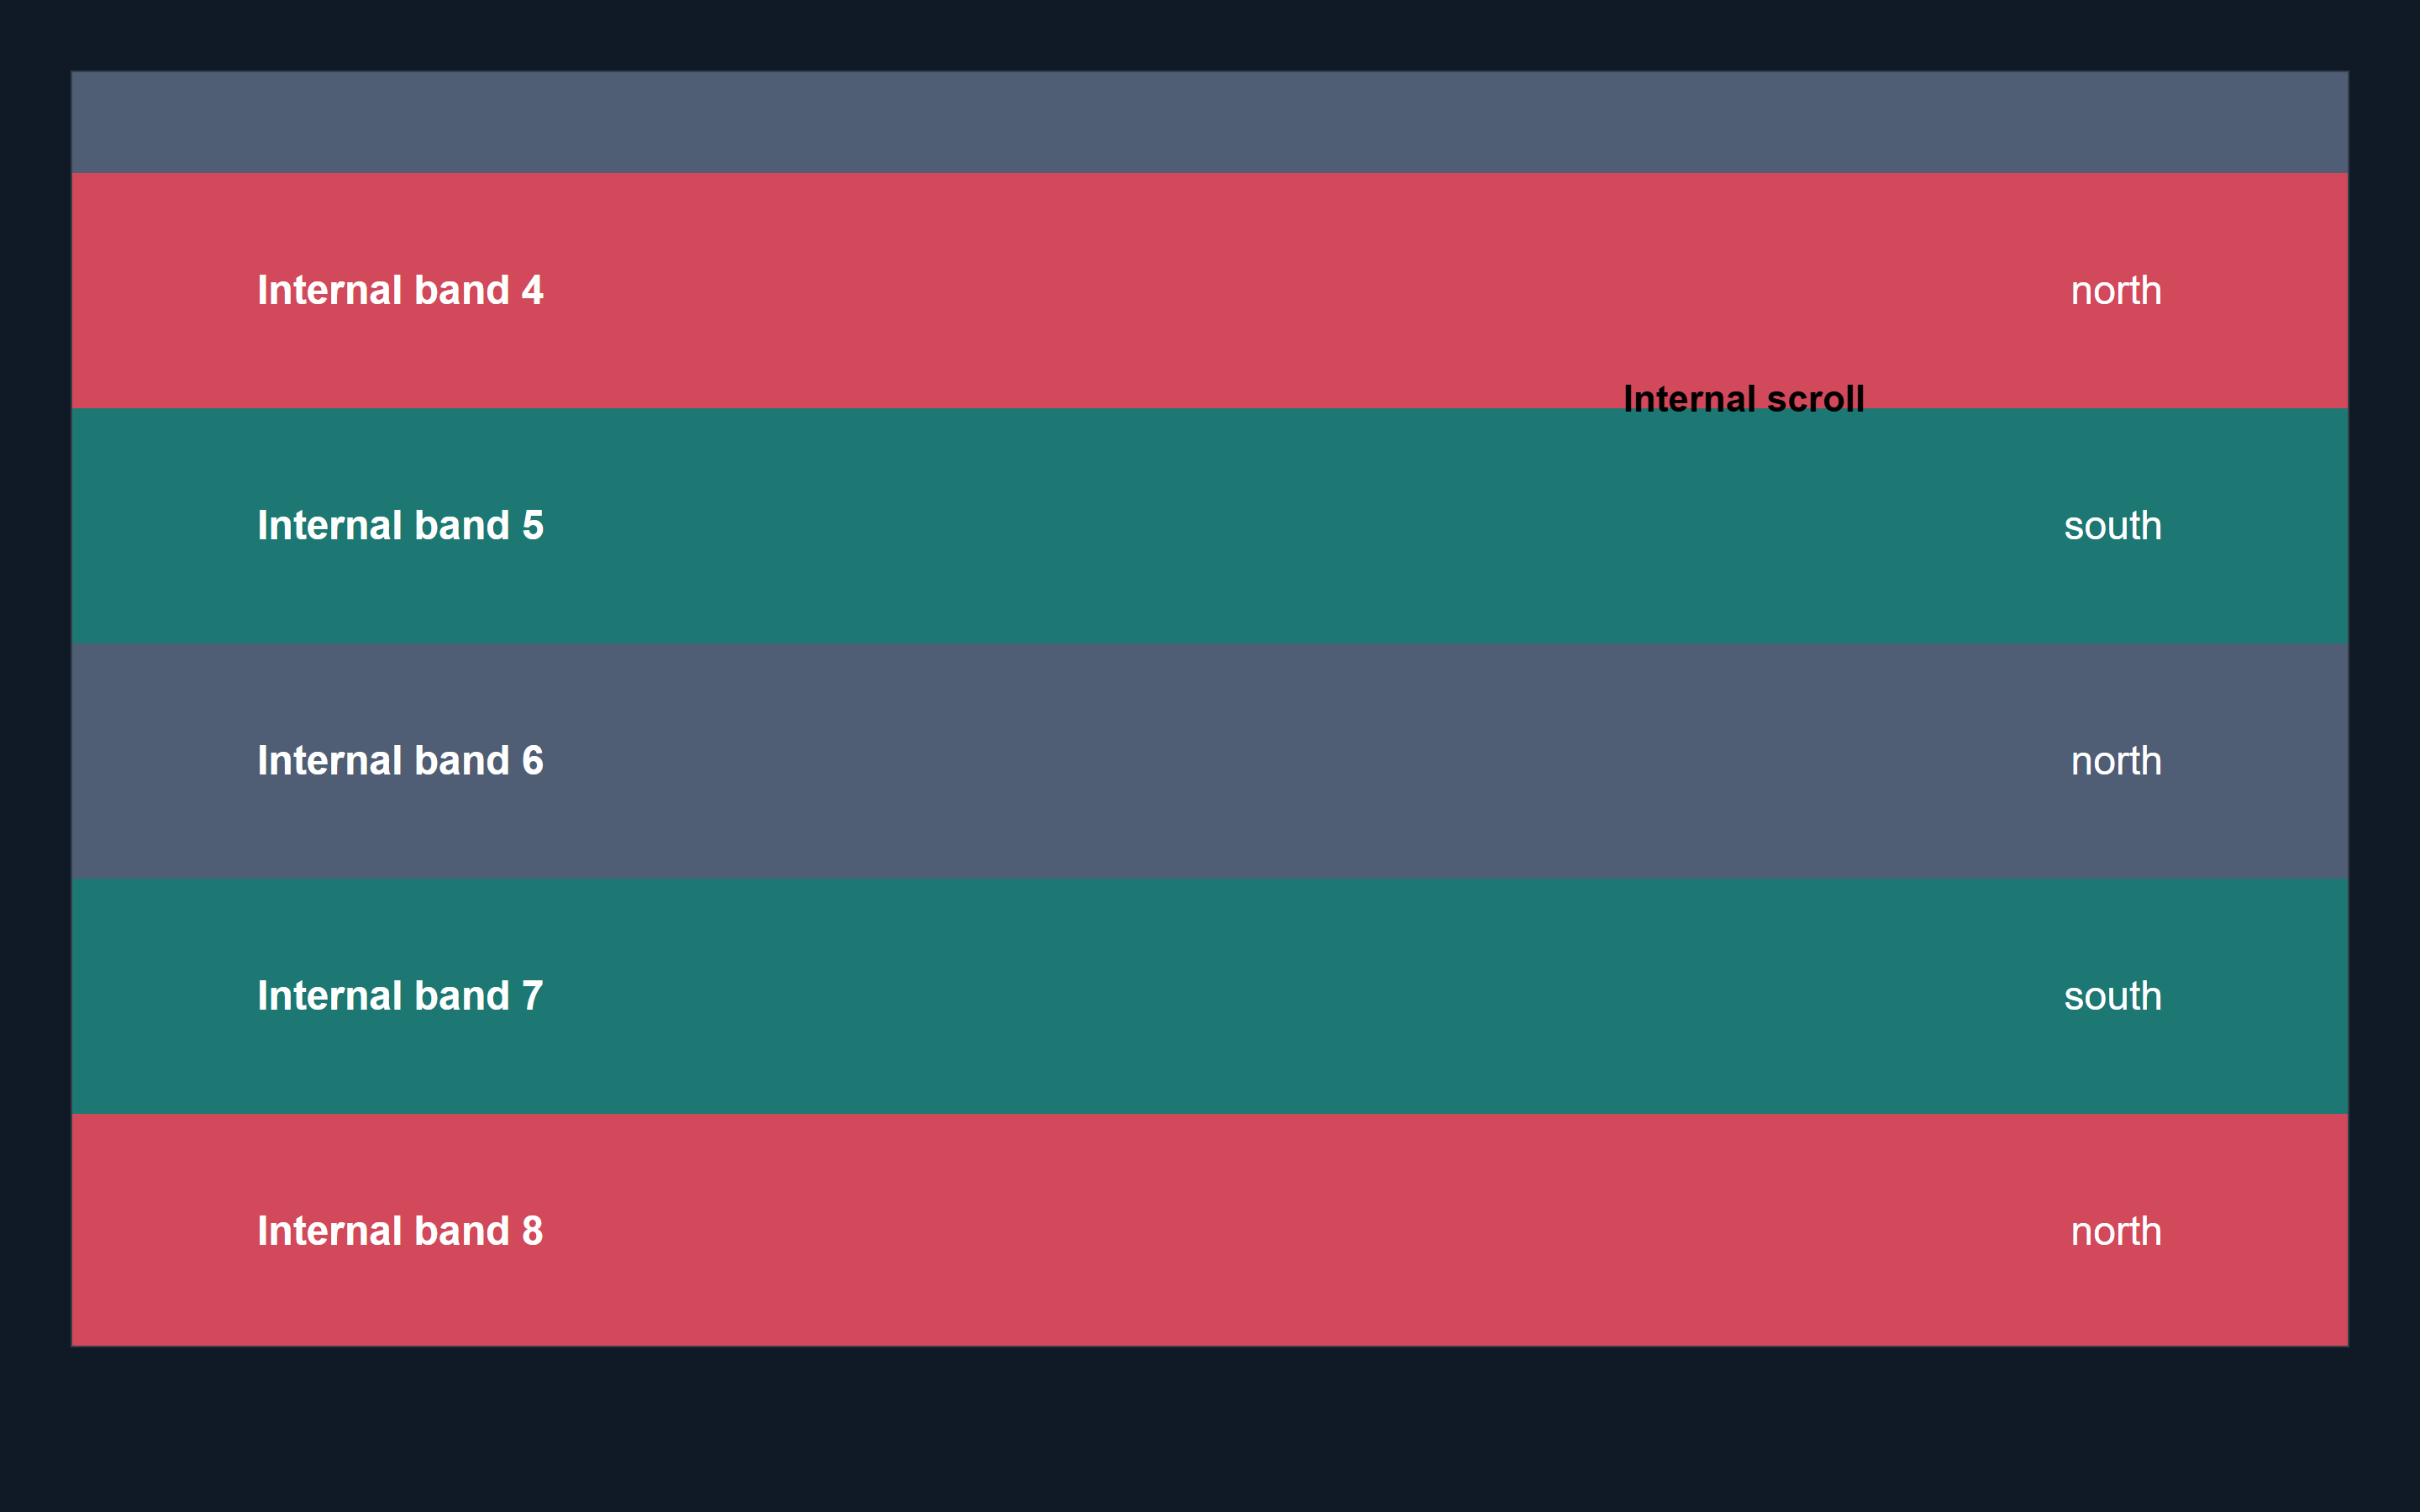 Internal band 4 north
Internal scroll
Internal band 5 south
Internal band 6 north
Internal band 7 south
Internal band 8 north